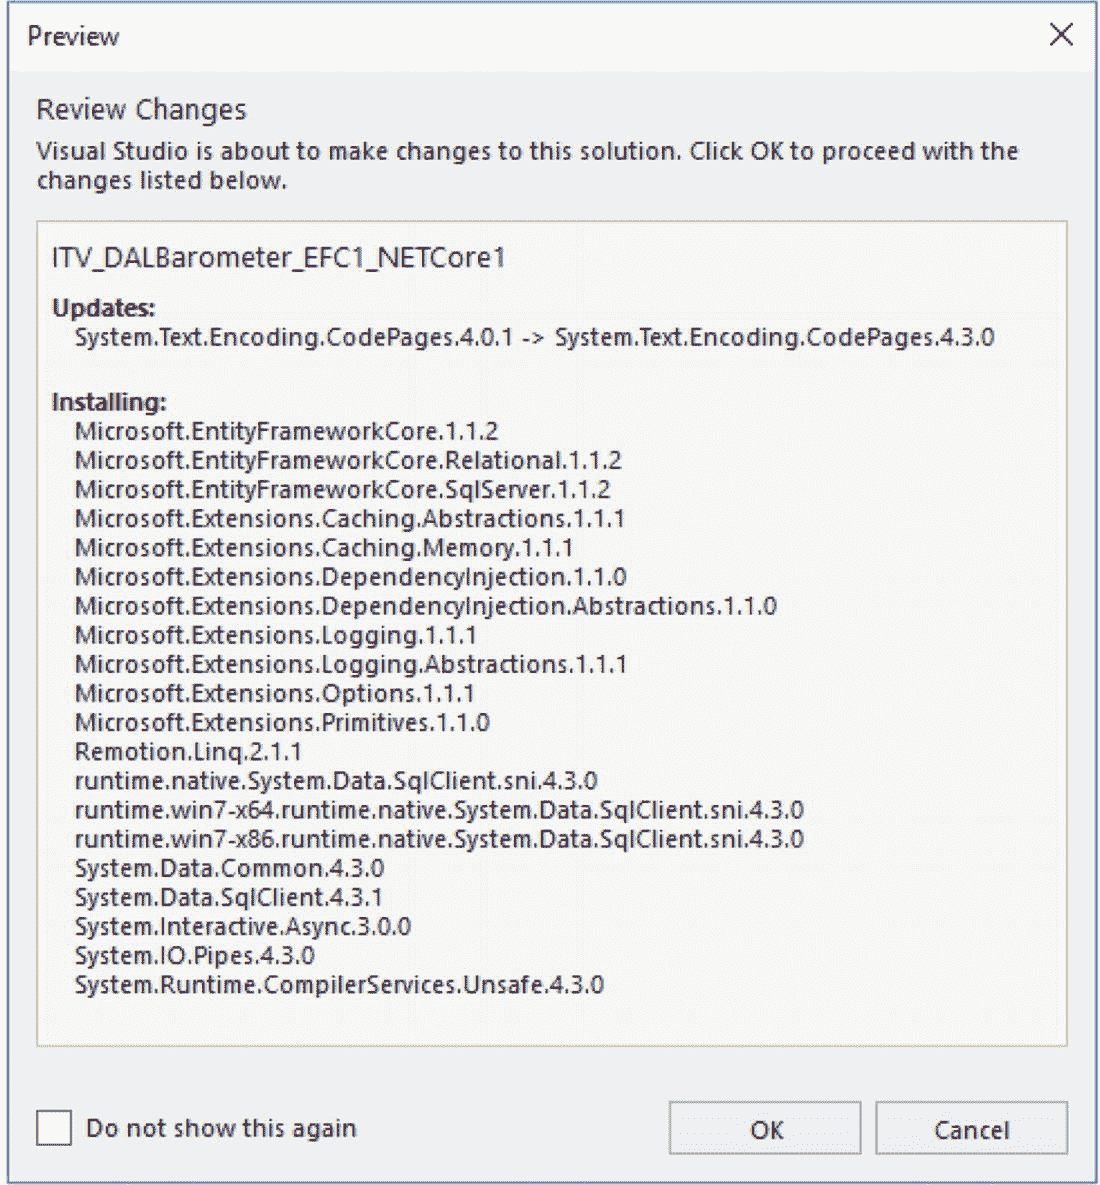 Preview
Review Changes
Visual Studio is about to make changes to this solution. Click OK to proceed with the
changes listed below.
ITV_DALBarometer_EFC1_NETCore1
Updates:
System.Text.Encoding.CodePages.4.0.1 -> System.Text.Encoding.CodePages.4.3.0
Installing:
Microsoft.EntityFrameworkCore.1.1.2
Microsoft.EntityFrameworkCore.Relational.1.1.2
Microsoft.EntityFrameworkCore.SqlServer.1.1.2
Microsoft.Extensions.Caching.Abstractions.1.1.1
Microsoft.Extensions.Caching.Memory.1.1.1
Microsoft.Extensions.DependencyInjection.1.1.0
Microsoft.Extensions.DependencyInjection.Abstractions.1.1.0
Microsoft.Extensions.Logging.1.1.1
Microsoft.Extensions.Logging.Abstractions.1.1.1
Microsoft.Extensions.Options.1.1.1
Microsoft.Extensions.Primitives.1.1.0
Remotion.Linq.2.1.1
runtime.native.System.Data.SqlClient.sni.4.3.0
runtime.win7-x64.runtime.native.System.Data.SqlClient.sni.4.3.0
runtime.win7-x86.runtime.native.System.Data.SqlClient.sni.4.3.0
System.Data.Common.4.3.0
System.Data.SqlClient.4.3.1
System.Interactive.Async.3.0.0
System.IO.Pipes.4.3.0
System.Runtime.CompilerServices.Unsafe.4.3.0
Do not show this again
OK
Cancel